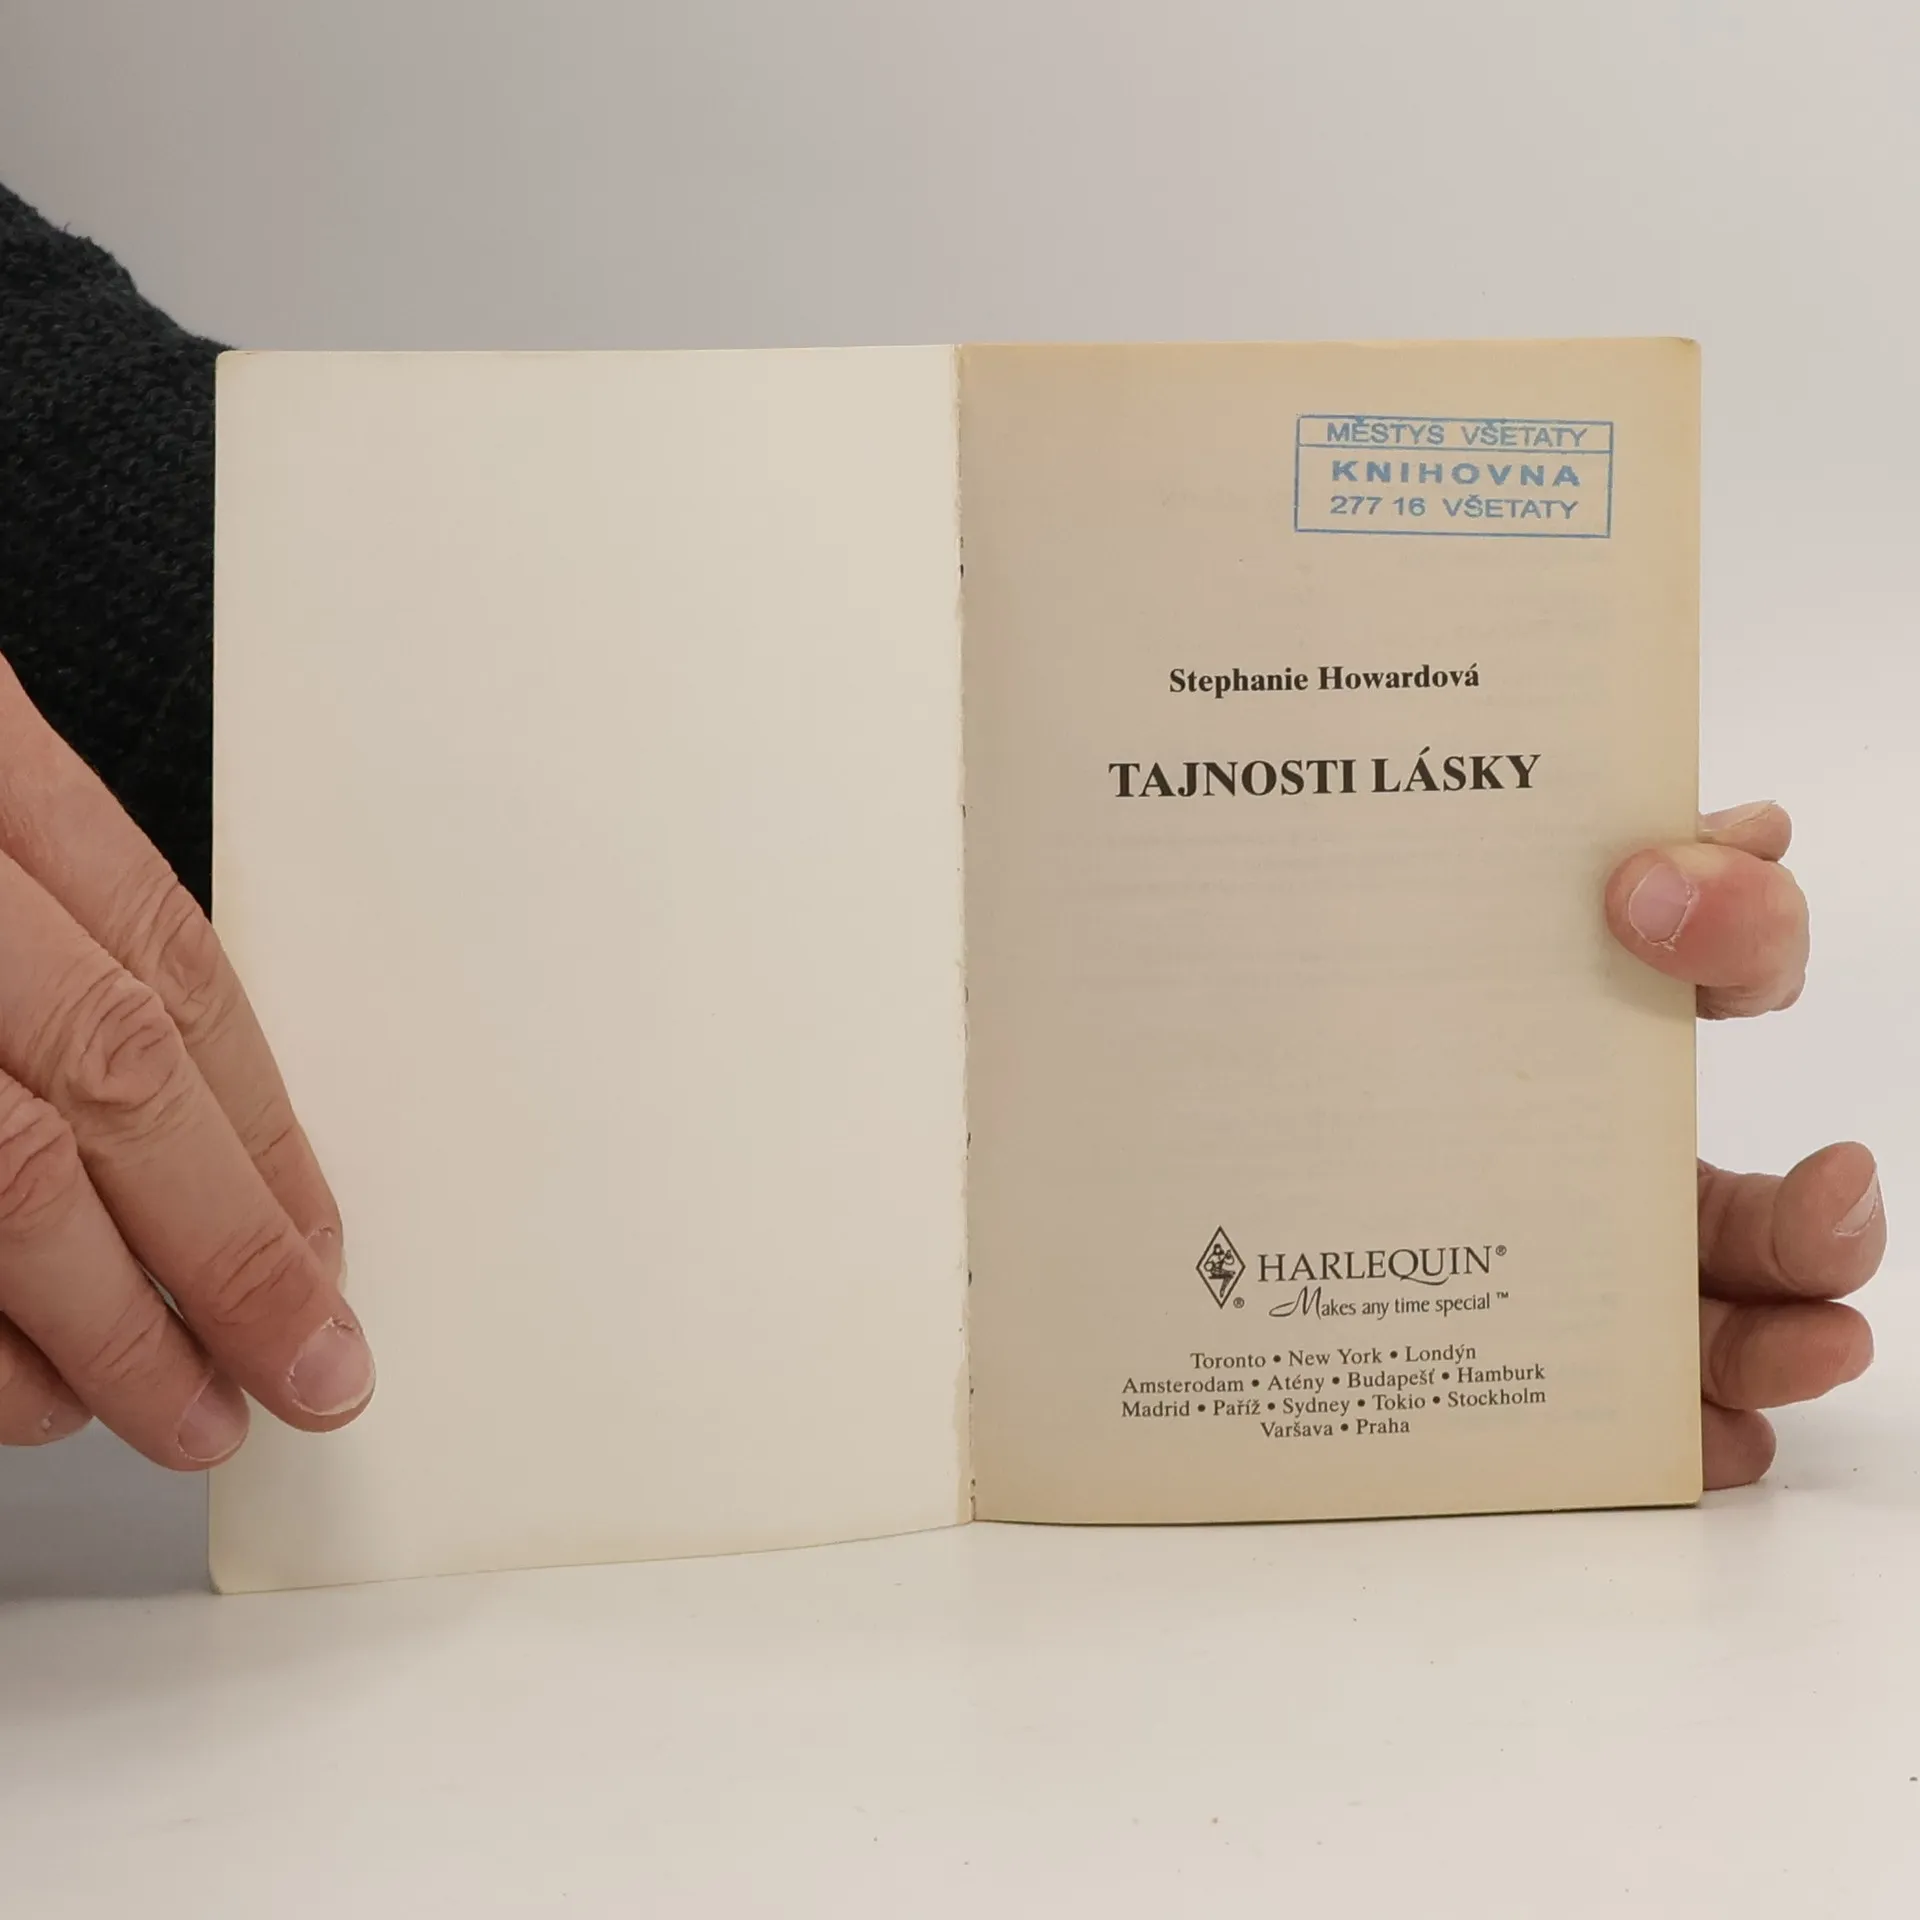 MĚSTYS VŠETATY
KNIHOVNA
277 16 VŠETATY
Stephanie Howardová
TAJNOSTI LÁSKY
HARLEQUIN®
®
Makes any time special™
Toronto • New York • Londýn
Amsterodam • Atény • Budapešť • Hamburk
Madrid • Paříž • Sydney • Tokio • Stockholm
Varšava • Praha